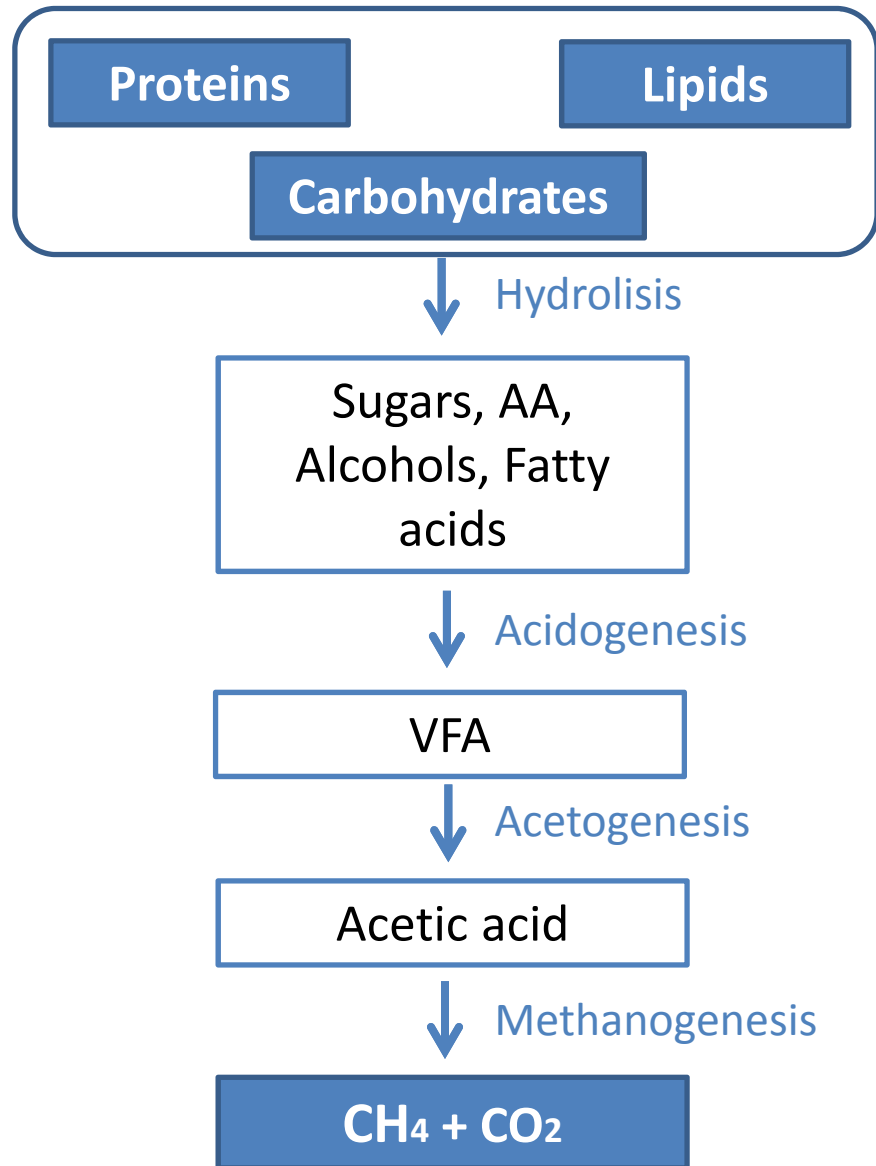 Proteins
Lipids
Carbohydrates
Hydrolisis
Sugars, AA,
Alcohols, Fatty
acids
Acidogenesis
VFA
Acetogenesis
Acetic acid
Methanogenesis
CH4 + CO2